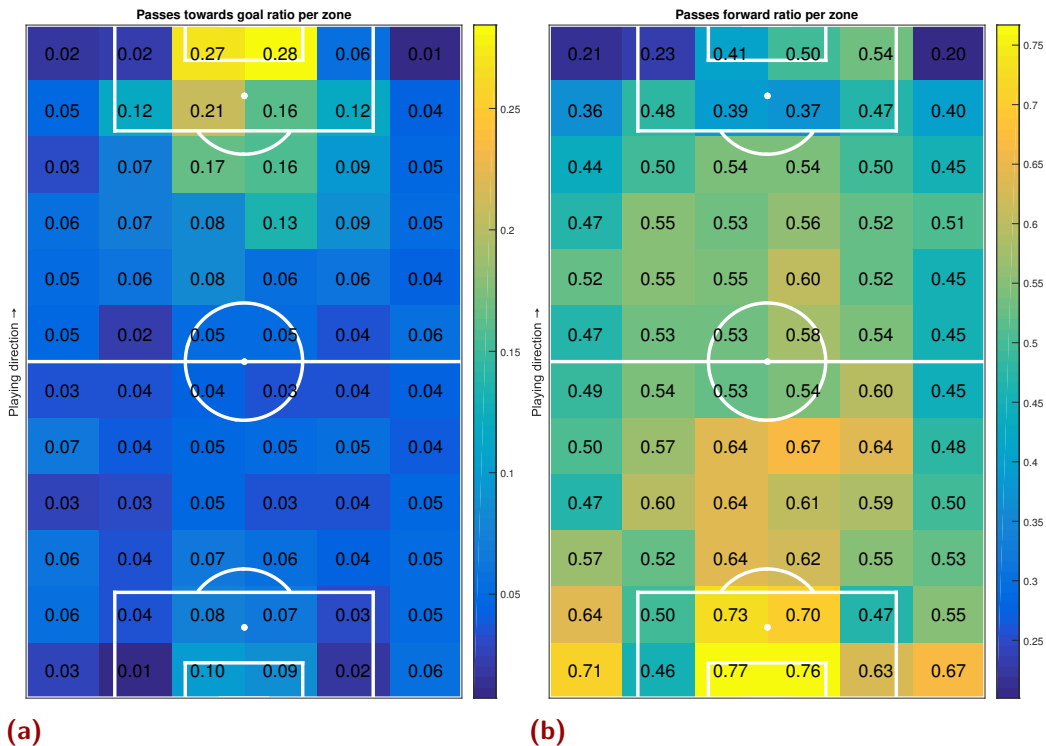 Passes towards goal ratio per zone
0.02 0.02 0.27 0.28 0.06 0.01
0.05 0.12 0.21 0.16 0.12 0.04
0.03 0.07 0.17 0.16 0.09 0.05
0.06 0.07 0.08 0.13 0.09 0.05
0.05 0.06 0.08 0.06 0.06 0.04
0.05 0.02 0.05 0.05 0.04 0.06
0.03 0.04 0.04 0.03 0.04 0.04
0.07 0.04 0.05 0.05 0.05 0.04
0.03 0.03 0.05 0.03 0.04 0.05
0.06 0.04 0.07 0.06 0.04 0.05
0.06 0.04 0.08 0.07 0.03 0.05
0.03 0.01 0.10 0.09 0.02 0.06
Playing direction →
0.25
0.2
0.15
0.1
0.05
(a)
Passes forward ratio per zone
0.21 0.23 0.41 0.50 0.54 0.20
0.36 0.48 0.39 0.37 0.47 0.40
0.44 0.50 0.54 0.54 0.50 0.45
0.47 0.55 0.53 0.56 0.52 0.51
0.52 0.55 0.55 0.60 0.52 0.45
0.47 0.53 0.53 0.58 0.54 0.45
0.49 0.54 0.53 0.54 0.60 0.45
0.50 0.57 0.64 0.67 0.64 0.48
0.47 0.60 0.64 0.61 0.59 0.50
0.57 0.52 0.64 0.62 0.55 0.53
0.64 0.50 0.73 0.70 0.47 0.55
0.71 0.46 0.77 0.76 0.63 0.67
Playing direction →
0.75
0.7
0.65
0.6
0.55
0.5
0.45
0.4
0.35
0.3
0.25
(b)